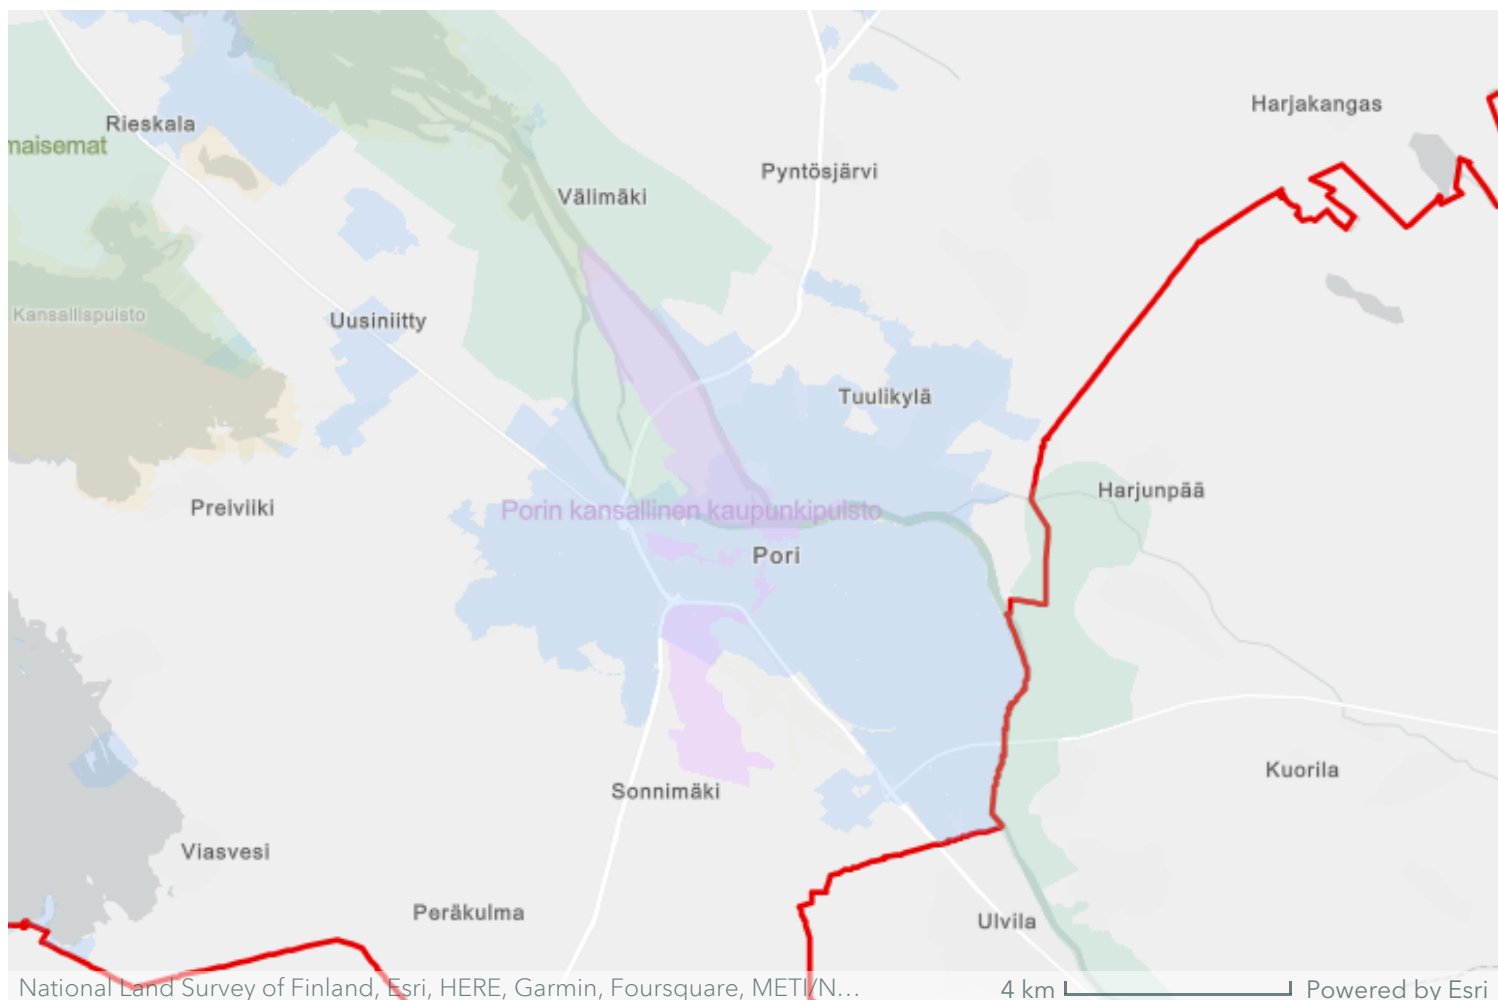 Harjakangas
Rieskala
maisemat
Pyntösjärvi
Välimäki
Kansallispuisto
Uusiniitty
Tuulikylä
Harjunpää
Preiviiki
Porin kansallinen kaupunkipuisto
Pori
Kuorila
Sonnimäki
Viasvesi
Peräkulma
Ulvila
National Land Survey of Finland, Esri, HERE, Garmin, Foursquare, METI/N...
4 km
Powered by Esri